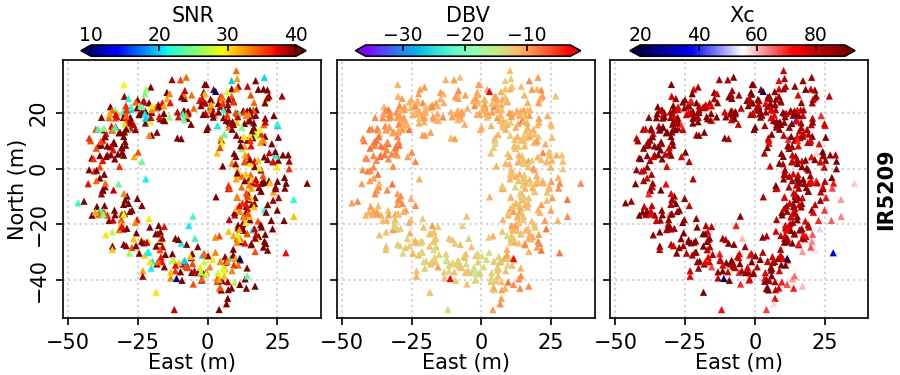 SNR DBV Xc
10 20 30 40 −30 −20 −10 20 40 60 80
North (m)
20
0
−20
−40
IR5209
−50 −25 0 25 −50 −25 0 25 −50 −25 0 25
East (m) East (m) East (m)